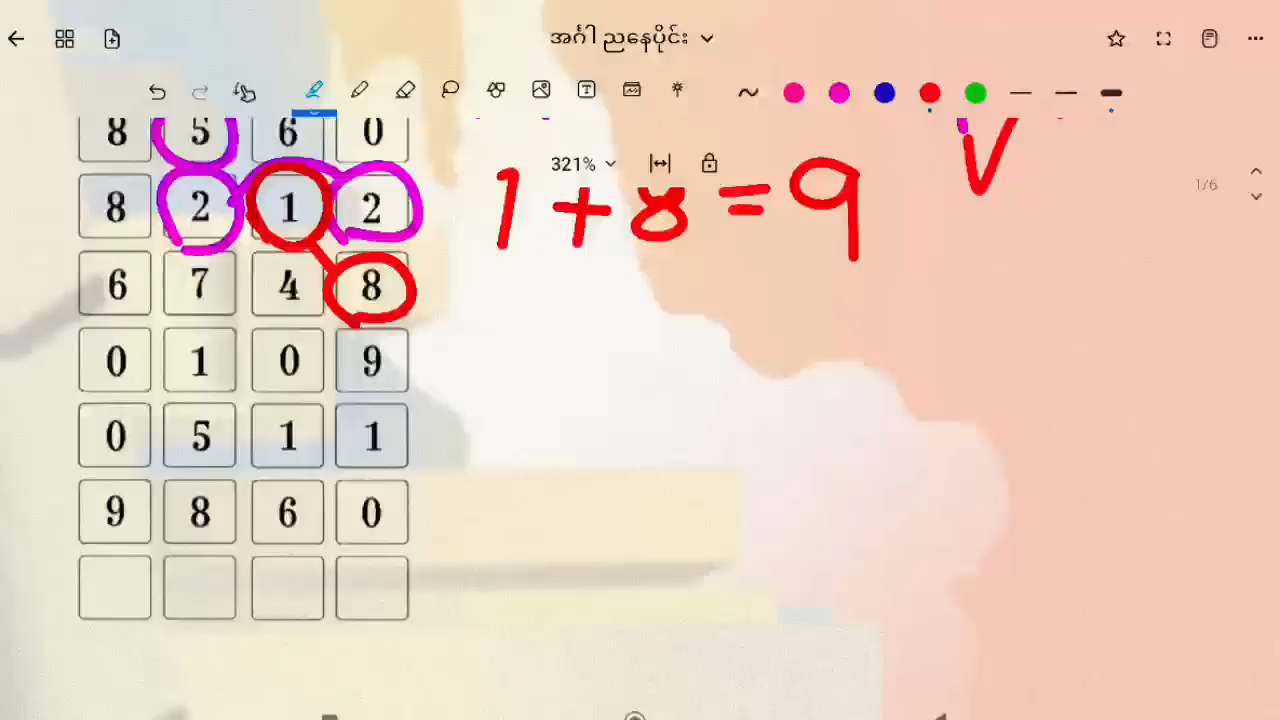 အင်္ဂါ ညနေပိုင်း
8 5 6 0
321%
1/6
8 2 1 2
1 + 8 = 9
V
6 7 4 8
0 1 0 9
0 5 1 1
9 8 6 0